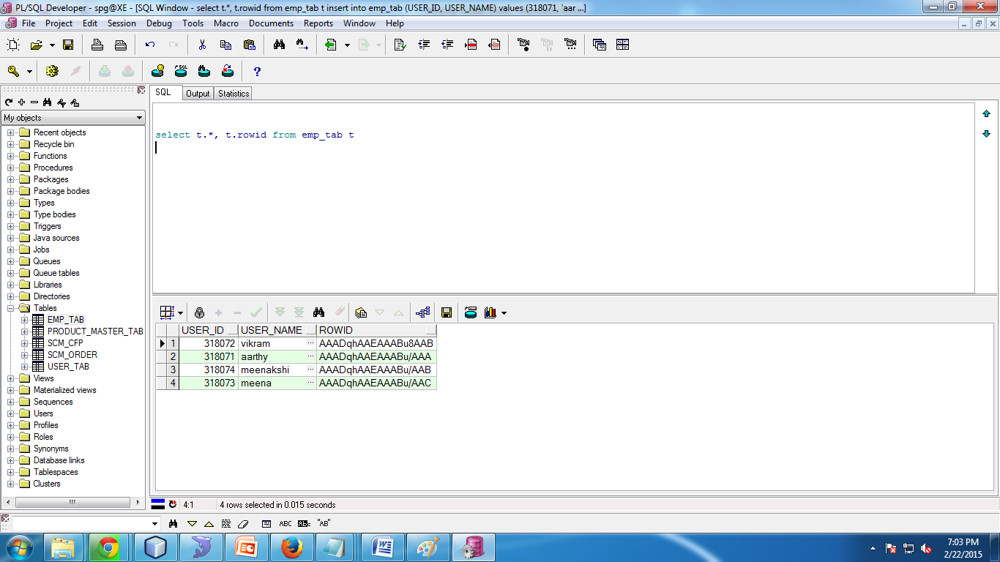 PL/SQL Developer - spg@XE - [SQL Window - select t.*, t.rowid from emp_tab t insert into emp_tab (USER_ID, USER_NAME) values (318071, 'aar ...]
File Project Edit Session Debug Tools Macro Documents Reports Window Help
SQL
?
My objects
Recent objects
Recycle bin
Functions
Procedures
Packages
Package bodies
Types
Type bodies
Triggers
Java sources
Jobs
Queues
Queue tables
Libraries
Directories
Tables
EMP_TAB
PRODUCT_MASTER_TAB
SCM_CFP
SCM_ORDER
USER_TAB
Views
Materialized views
Sequences
Users
Profiles
Roles
Synonyms
Database links
Tablespaces
Clusters
SQL Output Statistics
select t.*, t.rowid from emp_tab t
USER_ID USER_NAME ROWID
1 318072 vikram ... AAADqhAAEAAABu8AAB
2 318071 aarthy ... AAADqhAAEAAABu/AAA
3 318074 meenakshi ... AAADqhAAEAAABu/AAB
4 318073 meena ... AAADqhAAEAAABu/AAC
4:1 4 rows selected in 0.015 seconds
ABC ABc "AB"
7:03 PM
2/22/2015